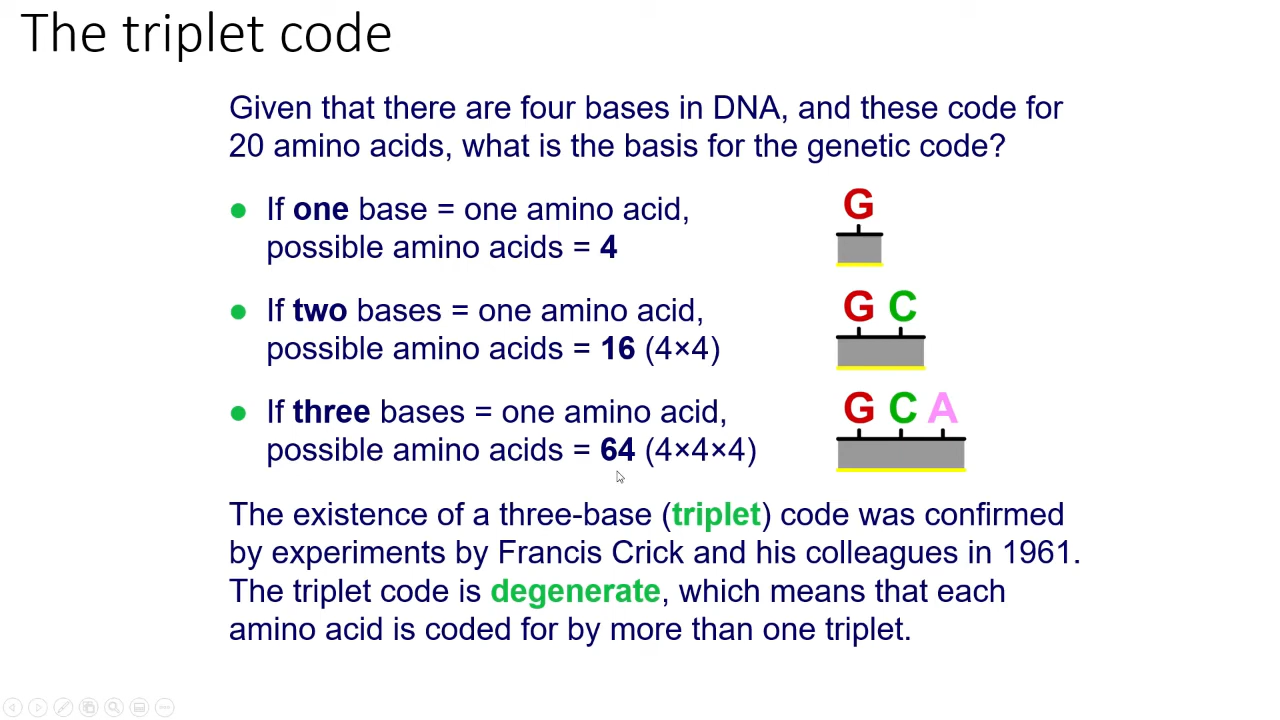 The triplet code
Given that there are four bases in DNA, and these code for
20 amino acids, what is the basis for the genetic code?
● If one base = one amino acid,
possible amino acids = 4
G
● If two bases = one amino acid,
possible amino acids = 16 (4×4)
G C
● If three bases = one amino acid,
possible amino acids = 64 (4×4×4)
G C A
The existence of a three-base (triplet) code was confirmed
by experiments by Francis Crick and his colleagues in 1961.
The triplet code is degenerate, which means that each
amino acid is coded for by more than one triplet.